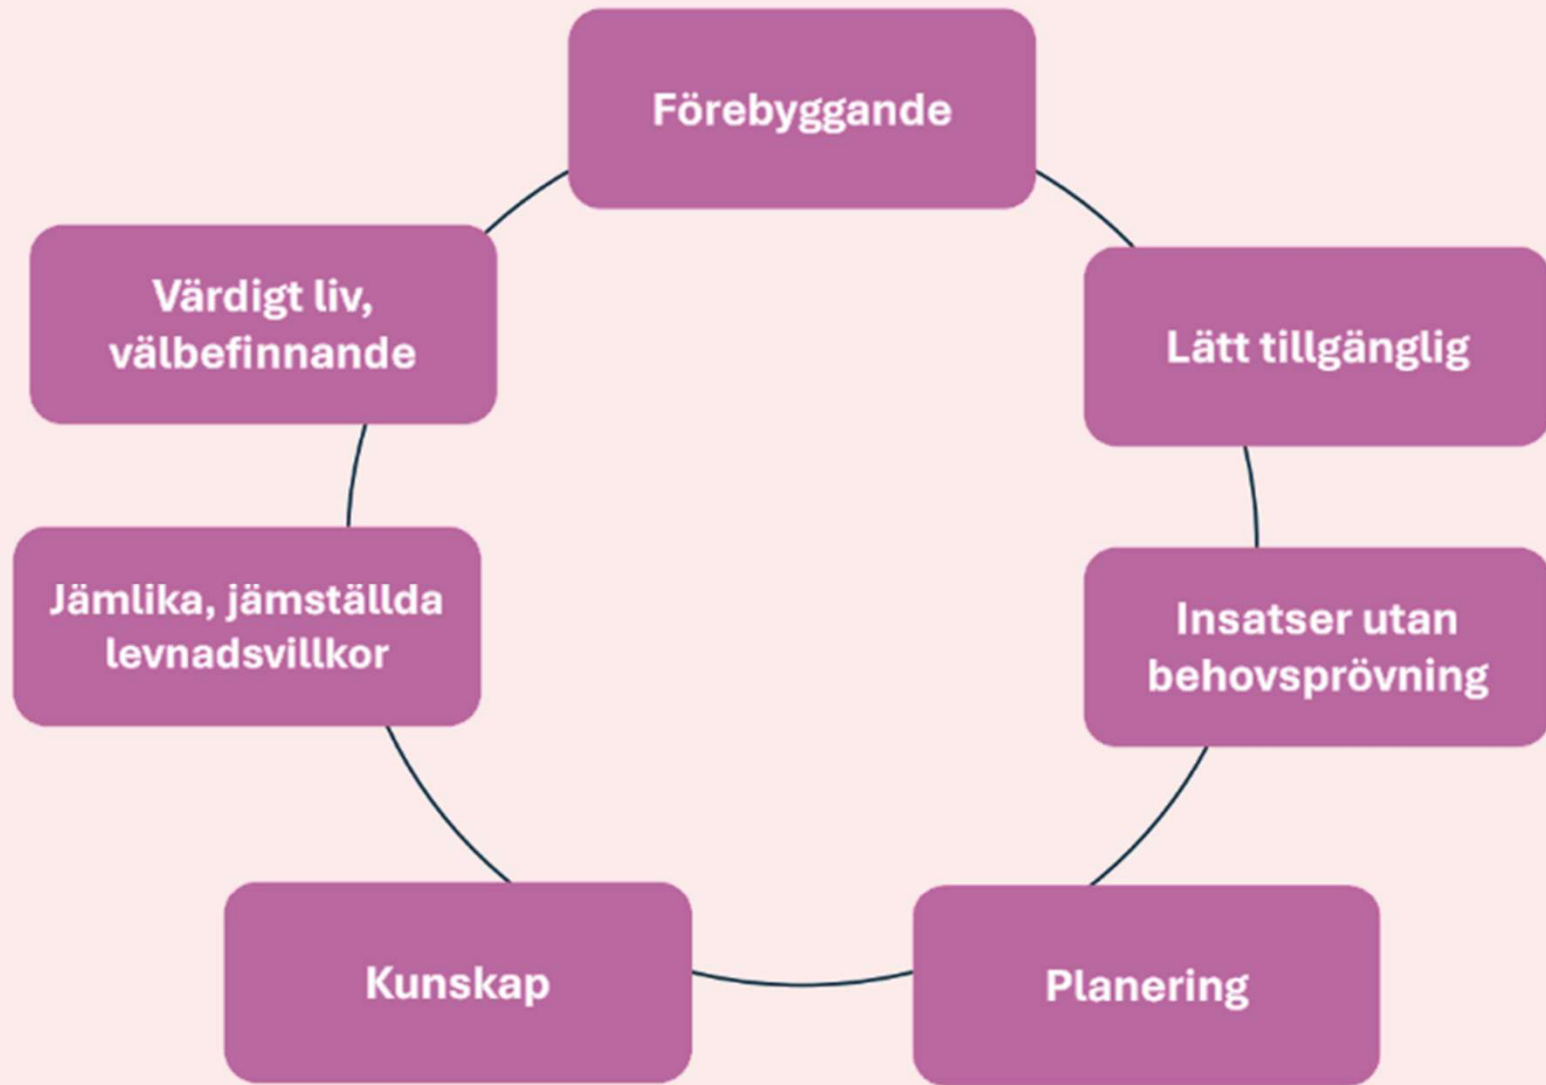 Förebyggande
Lätt tillgänglig
Insatser utan
behovsprövning
Planering
Kunskap
Jämlika, jämställda
levnadsvillkor
Värdigt liv,
välbefinnande